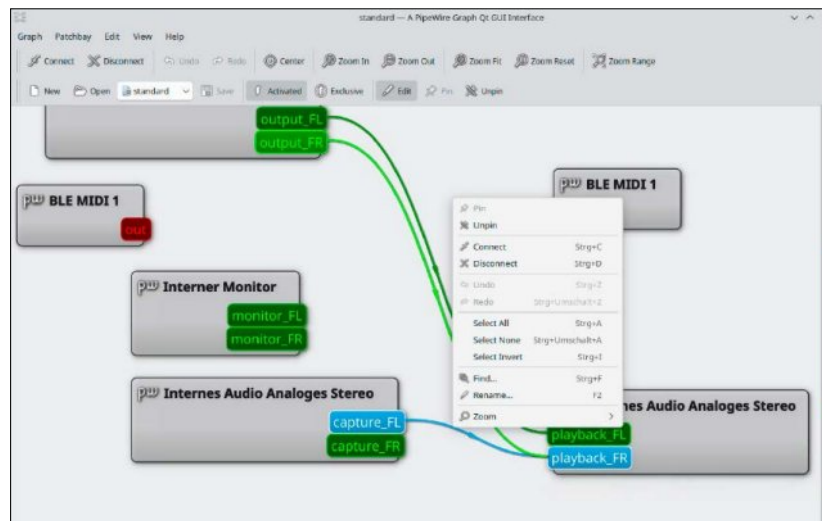 standard — A PipeWire Graph Qt GUI Interface
Graph Patchbay Edit View Help
Connect Disconnect Undo Redo Center Zoom In Zoom Out Zoom Fit Zoom Reset Zoom Range
New Open standard Save Activated Exclusive Edit Pin Unpin
output_FL
output_FR
pw BLE MIDI 1
out
pw BLE MIDI 1
pw Interner Monitor
monitor_FL
monitor_FR
pw Internes Audio Analoges Stereo
capture_FL
capture_FR
Pin
Unpin
Connect Strg+C
Disconnect Strg+D
Undo Strg+Z
Redo Strg+Umschalt+Z
Select All Strg+A
Select None Strg+Umschalt+A
Select Invert Strg+I
Find... Strg+F
Rename... F2
Zoom
nes Audio Analoges Stereo
playback_FL
playback_FR